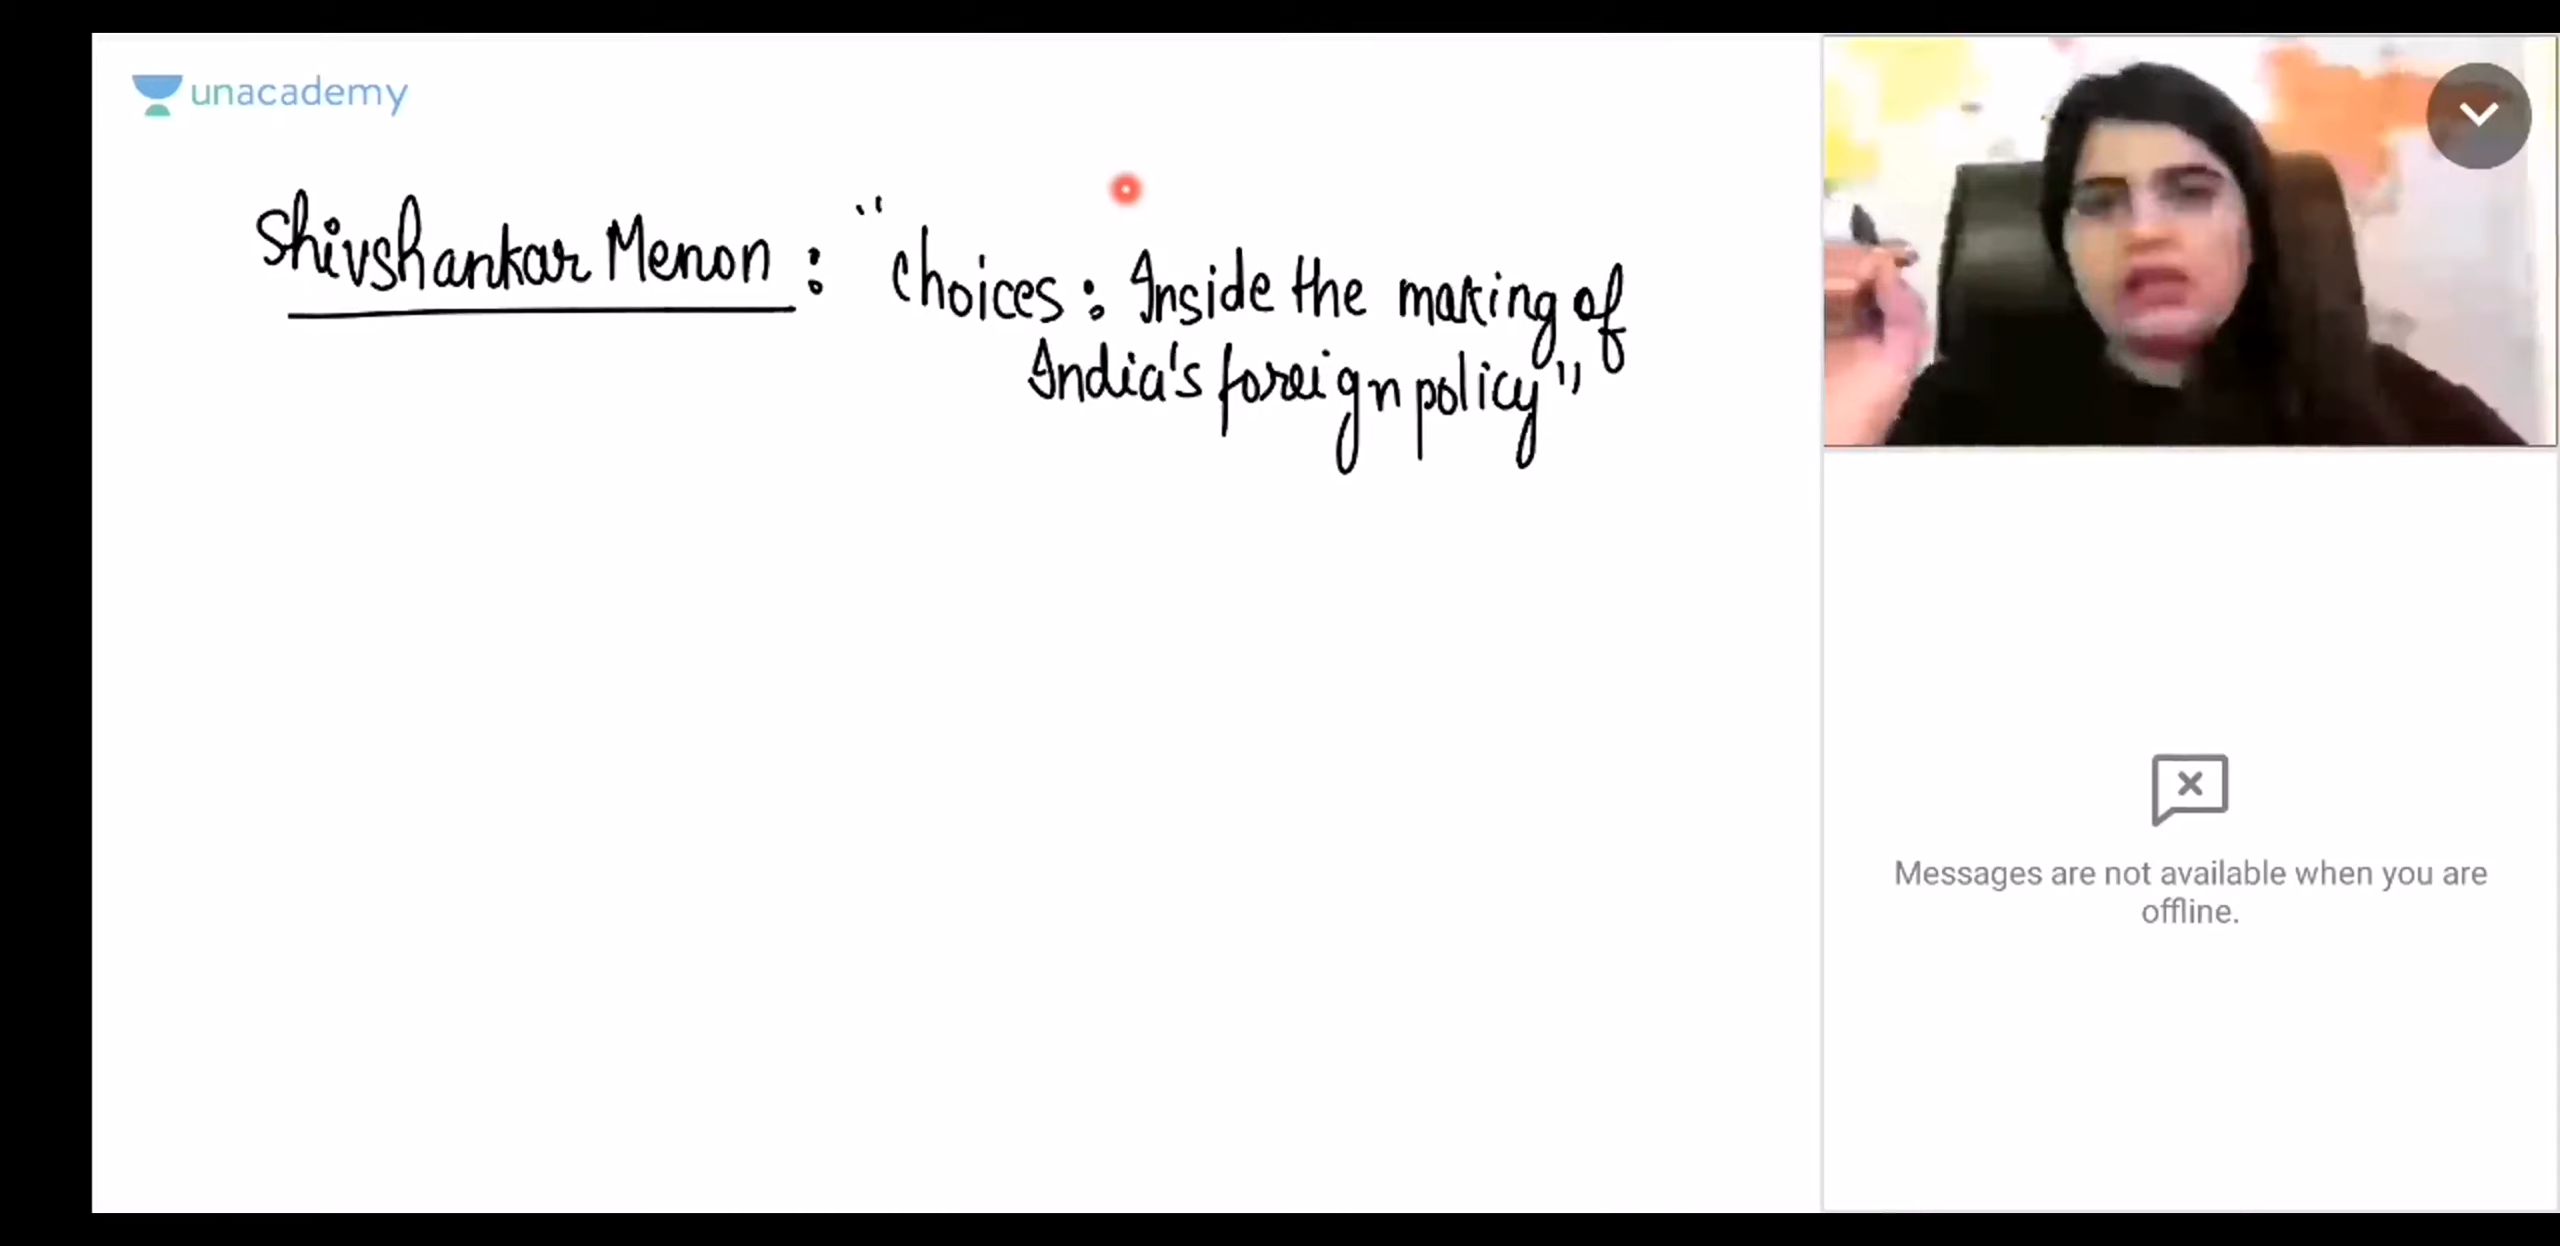 unacademy
Shivshankar Menon : "choices : Inside the making of
India's foreign policy"
Messages are not available when you are
offline.